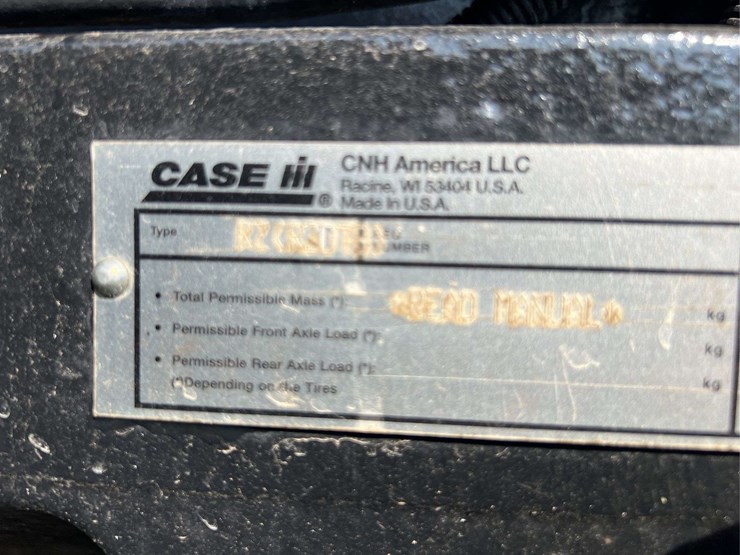 CASE IH ®
CNH America LLC
Racine, WI 53404 U.S.A.
Made in U.S.A.
Type
NUMBER
• Total Permissible Mass (*): *READ MANUAL* kg
• Permissible Front Axle Load (*): kg
• Permissible Rear Axle Load (*): kg
(*)Depending on the Tires